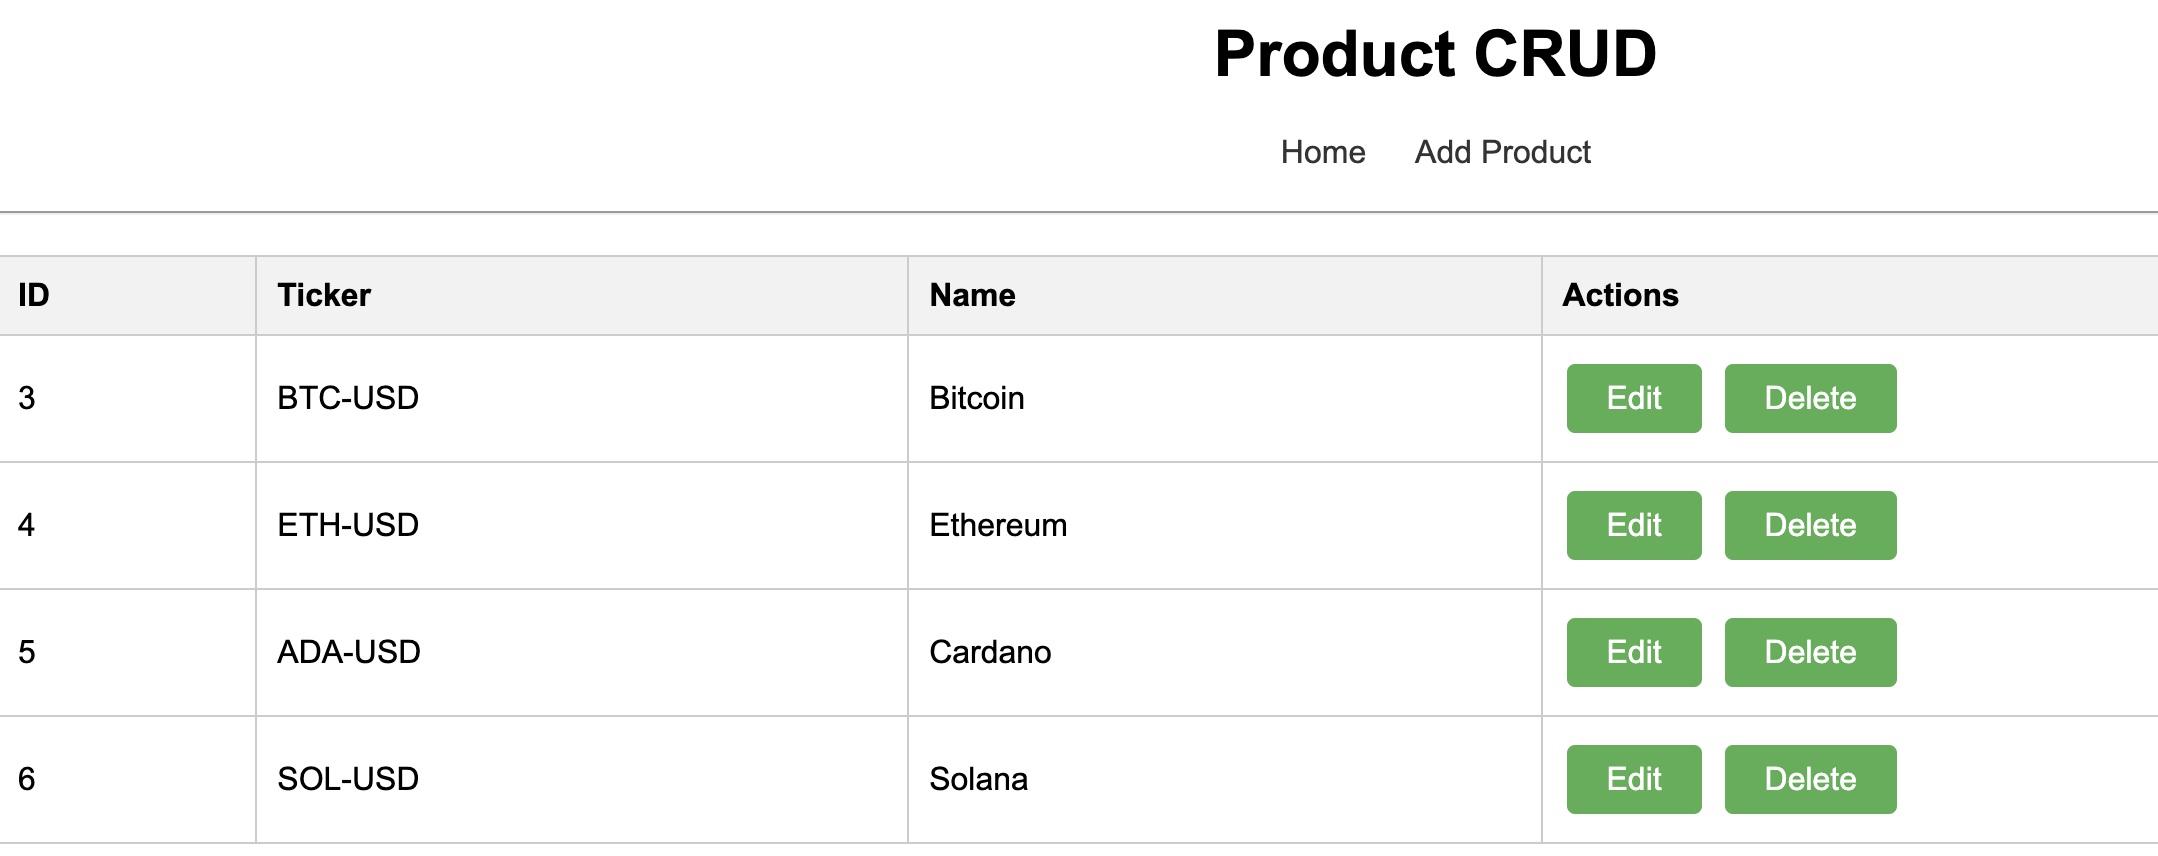 Product CRUD
Home Add Product
ID Ticker Name Actions
3 BTC-USD Bitcoin Edit Delete
4 ETH-USD Ethereum Edit Delete
5 ADA-USD Cardano Edit Delete
6 SOL-USD Solana Edit Delete